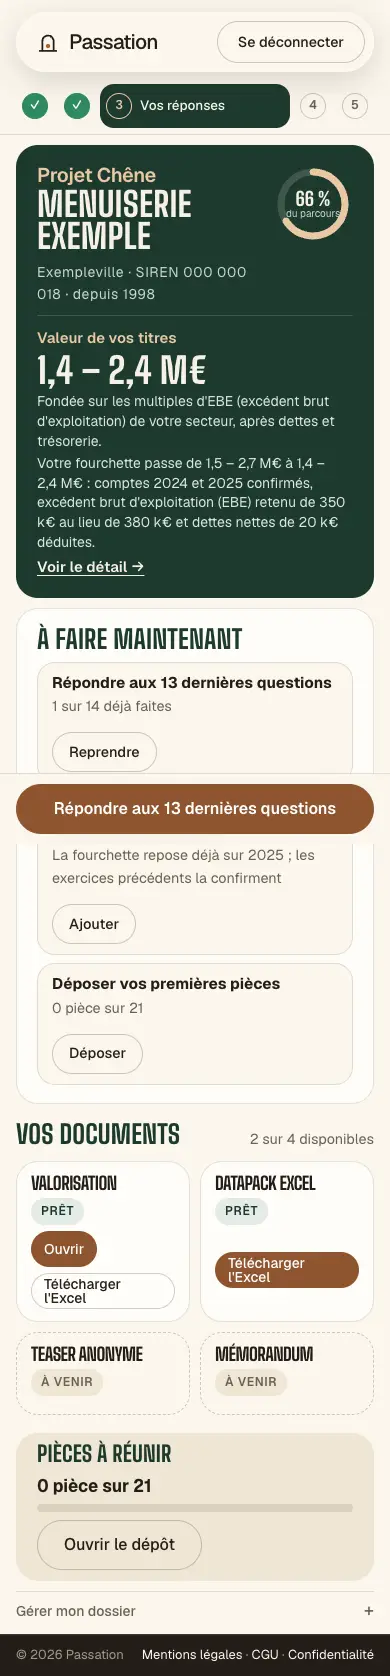 Passation
Se déconnecter
3 Vos réponses 4 5
Projet Chêne
MENUISERIE
EXEMPLE
66 %
du parcours
Exempleville · SIREN 000 000
018 · depuis 1998
Valeur de vos titres
1,4 – 2,4 M€
Fondée sur les multiples d'EBE (excédent brut
d'exploitation) de votre secteur, après dettes et
trésorerie.
Votre fourchette passe de 1,5 – 2,7 M€ à 1,4 –
2,4 M€ : comptes 2024 et 2025 confirmés,
excédent brut d'exploitation (EBE) retenu de 350
k€ au lieu de 380 k€ et dettes nettes de 20 k€
déduites.
Voir le détail →
À FAIRE MAINTENANT
Répondre aux 13 dernières questions
1 sur 14 déjà faites
Reprendre
Répondre aux 13 dernières questions
La fourchette repose déjà sur 2025 ; les
exercices précédents la confirment
Ajouter
Déposer vos premières pièces
0 pièce sur 21
Déposer
VOS DOCUMENTS
2 sur 4 disponibles
VALORISATION
PRÊT
Ouvrir
Télécharger
l'Excel
DATAPACK EXCEL
PRÊT
Télécharger
l'Excel
TEASER ANONYME
À VENIR
MÉMORANDUM
À VENIR
PIÈCES À RÉUNIR
0 pièce sur 21
Ouvrir le dépôt
Gérer mon dossier +
© 2026 Passation Mentions légales · CGU · Confidentialité